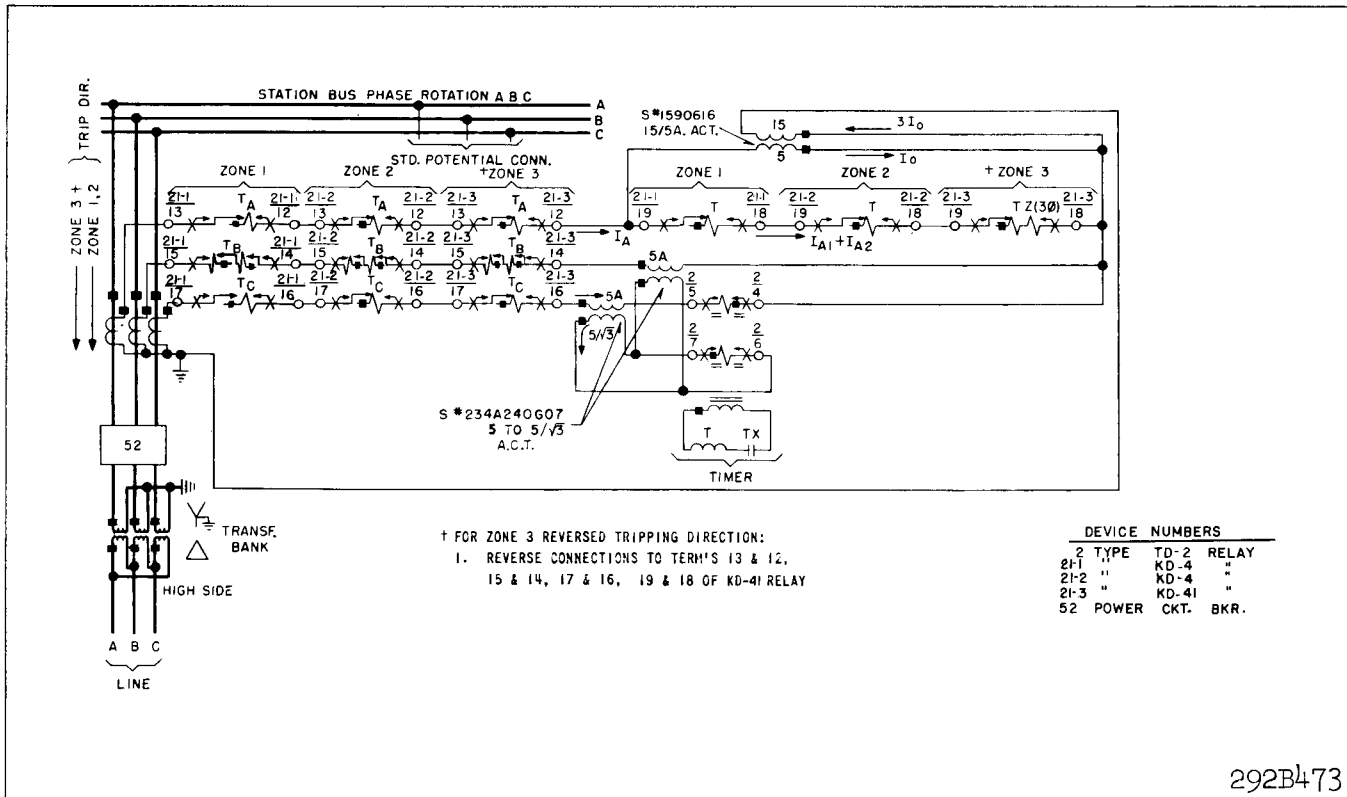 TRIP DIR.
ZONE 3 +
ZONE 1,2
STATION BUS PHASE ROTATION A B C
A
B
C
STD. POTENTIAL CONN.
S#1590616
15/5A. ACT.
15
5
3I0
I0
ZONE 1
ZONE 2
+ZONE 3
ZONE 1
ZONE 2
+ ZONE 3
21-1
13
TA
21-1
12
21-2
13
TA
21-2
12
21-3
13
TA
21-3
12
IA
21-1
19
T
21-1
18
IA1+IA2
21-2
19
T
21-2
18
21-3
19
T Z(3Ø)
21-3
18
21-1
15
TB
21-1
14
21-2
15
TB
21-2
14
21-3
15
TB
21-3
14
5A
21-1
17
TC
21-1
16
21-2
17
TC
21-2
16
21-3
17
TC
21-3
16
5A
2
5
2
4
5/√3
2
7
2
6
S#234A240G07
5 TO 5/√3
A.C.T.
T
TX
TIMER
52
TRANSF.
BANK
HIGH SIDE
A B C
LINE
† FOR ZONE 3 REVERSED TRIPPING DIRECTION:
1. REVERSE CONNECTIONS TO TERM'S 13 & 12,
15 & 14, 17 & 16, 19 & 18 OF KD-41 RELAY
DEVICE NUMBERS
2 TYPE TD-2 RELAY
21-1 " KD-4 "
21-2 " KD-4 "
21-3 " KD-41 "
52 POWER CKT. BKR.
292B473